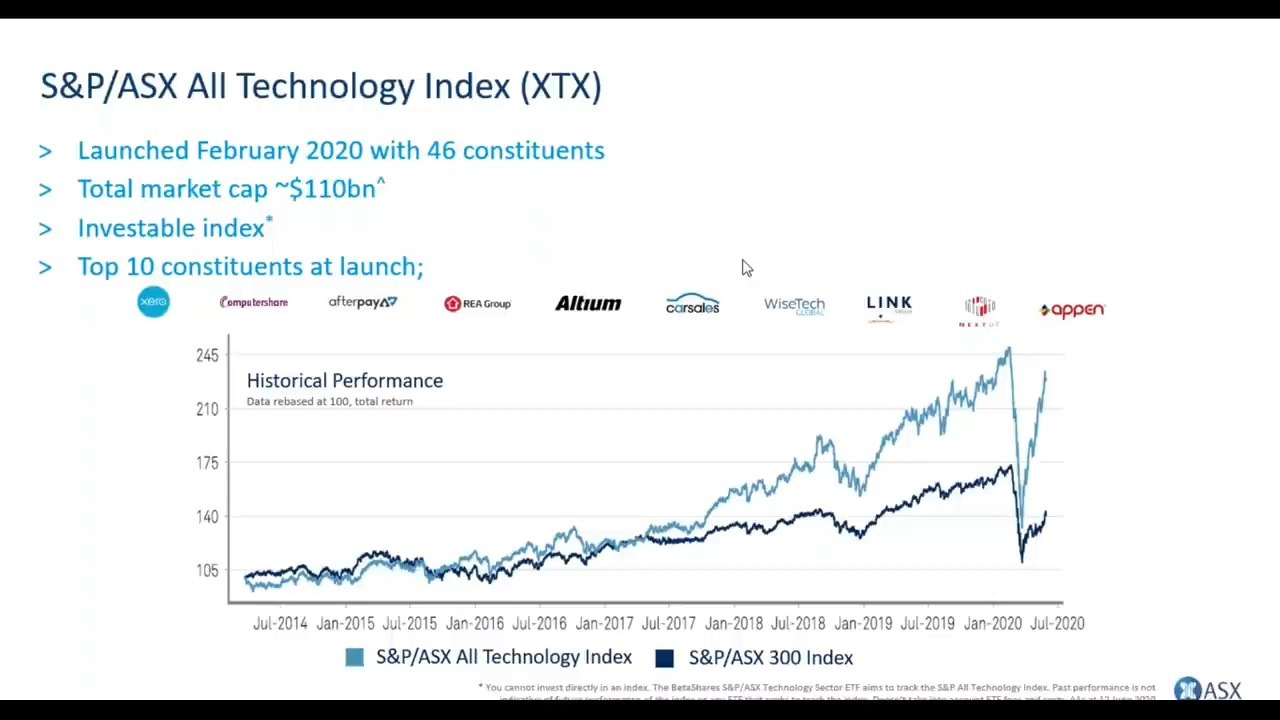 S&P/ASX All Technology Index (XTX)
> Launched February 2020 with 46 constituents
> Total market cap ~$110bn^
> Investable index*
> Top 10 constituents at launch;
xero Computershare afterpay REA Group Altium carsales WiseTech GLOBAL LINK NEXTDC appen
245
Historical Performance
Data rebased at 100, total return
210
175
140
105
Jul-2014 Jan-2015 Jul-2015 Jan-2016 Jul-2016 Jan-2017 Jul-2017 Jan-2018 Jul-2018 Jan-2019 Jul-2019 Jan-2020 Jul-2020
S&P/ASX All Technology Index S&P/ASX 300 Index
* You cannot invest directly in an index. The BetaShares S&P/ASX Technology Sector ETF aims to track the S&P All Technology Index. Past performance is not
ASX